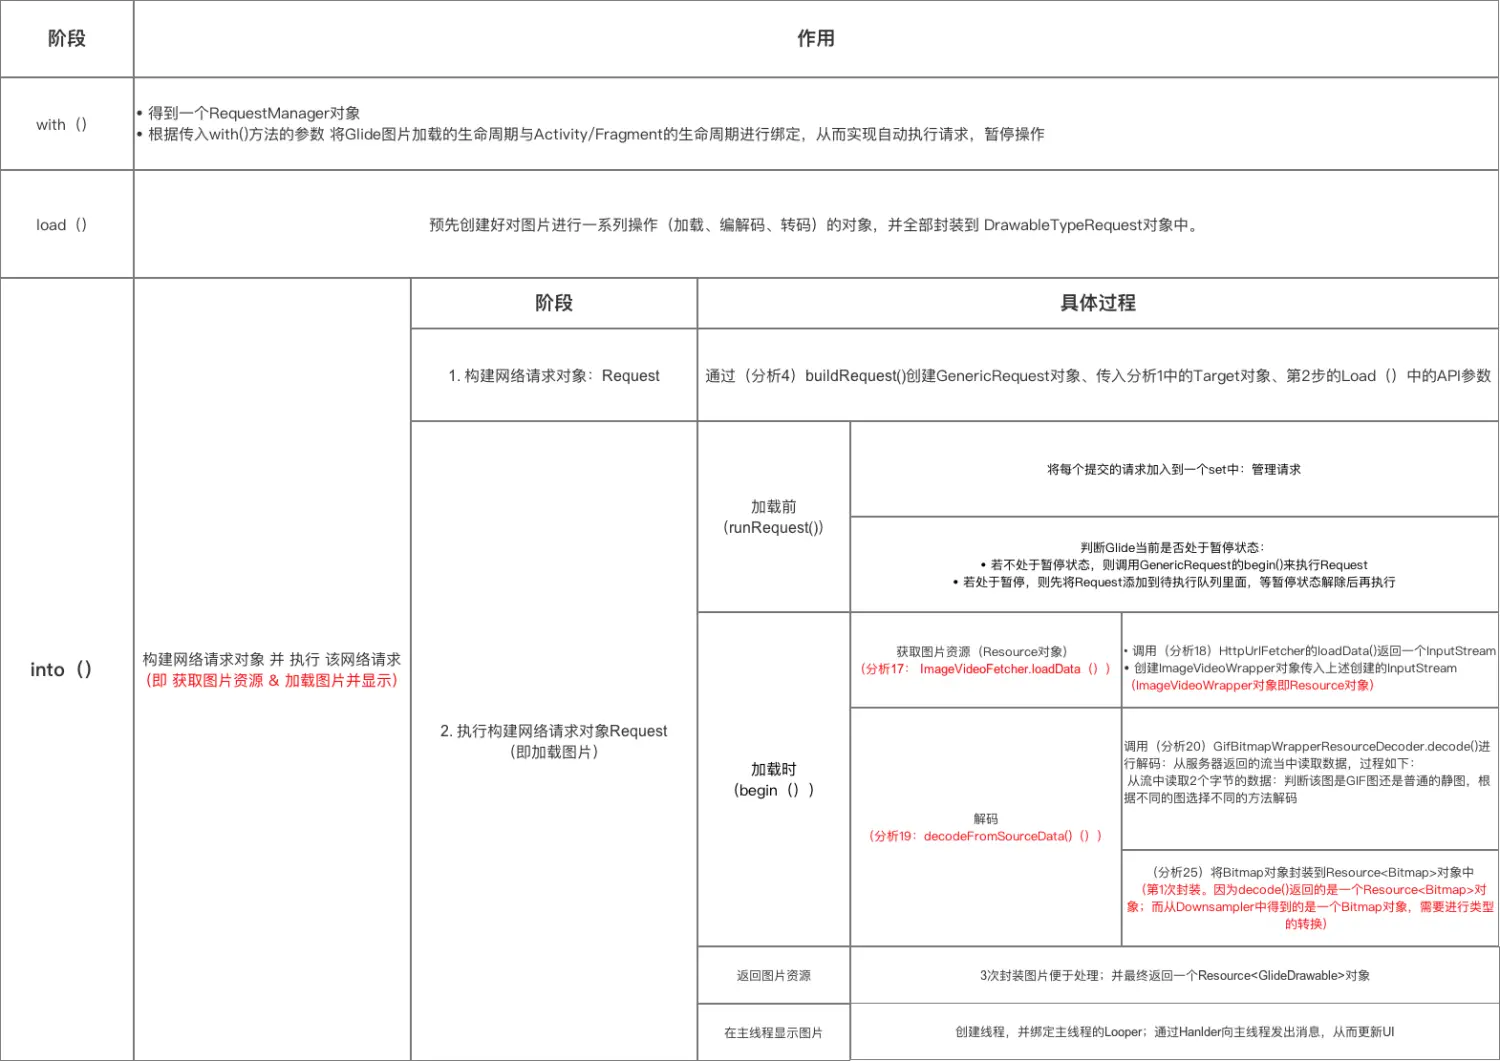 阶段
作用
with（）
• 得到一个RequestManager对象
• 根据传入with()方法的参数 将Glide图片加载的生命周期与Activity/Fragment的生命周期进行绑定，从而实现自动执行请求，暂停操作
load（）
预先创建好对图片进行一系列操作（加载、编解码、转码）的对象，并全部封装到 DrawableTypeRequest对象中。
into（）
构建网络请求对象 并 执行 该网络请求
（即 获取图片资源 & 加载图片并显示）
阶段
具体过程
1. 构建网络请求对象：Request
通过（分析4）buildRequest()创建GenericRequest对象、传入分析1中的Target对象、第2步的Load（）中的API参数
2. 执行构建网络请求对象Request
（即加载图片）
加载前
（runRequest()）
将每个提交的请求加入到一个set中：管理请求
判断Glide当前是否处于暂停状态：
• 若不处于暂停状态，则调用GenericRequest的begin()来执行Request
• 若处于暂停，则先将Request添加到待执行队列里面，等暂停状态解除后再执行
加载时
（begin（））
获取图片资源（Resource对象）
（分析17： ImageVideoFetcher.loadData（））
• 调用（分析18）HttpUrlFetcher的loadData()返回一个InputStream
• 创建ImageVideoWrapper对象传入上述创建的InputStream
（ImageVideoWrapper对象即Resource对象）
解码
（分析19：decodeFromSourceData()（））
调用（分析20）GifBitmapWrapperResourceDecoder.decode()进
行解码：从服务器返回的流当中读取数据，过程如下：
从流中读取2个字节的数据：判断该图是GIF图还是普通的静图，根
据不同的图选择不同的方法解码
（分析25）将Bitmap对象封装到Resource<Bitmap>对象中
（第1次封装。因为decode()返回的是一个Resource<Bitmap>对
象；而从Downsampler中得到的是一个Bitmap对象，需要进行类型
的转换）
返回图片资源
3次封装图片便于处理；并最终返回一个Resource<GlideDrawable>对象
在主线程显示图片
创建线程，并绑定主线程的Looper；通过Hanlder向主线程发出消息，从而更新UI